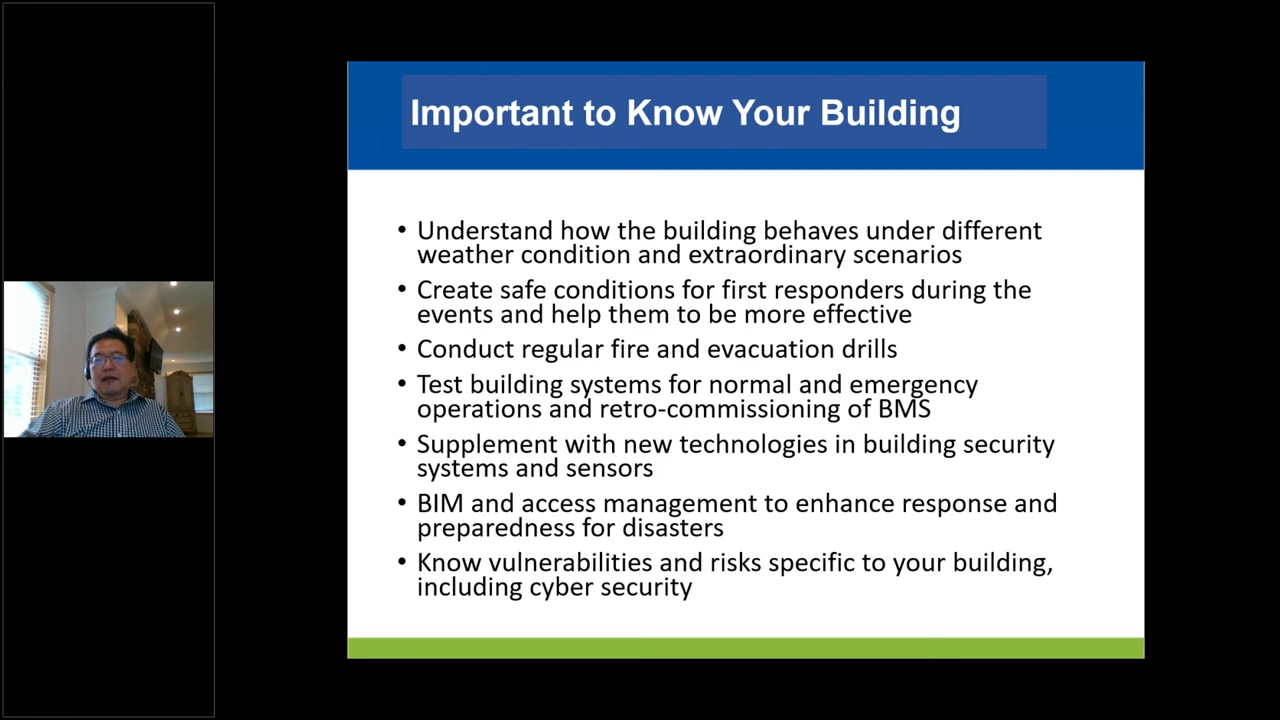 Important to Know Your Building
• Understand how the building behaves under different
weather condition and extraordinary scenarios
• Create safe conditions for first responders during the
events and help them to be more effective
• Conduct regular fire and evacuation drills
• Test building systems for normal and emergency
operations and retro-commissioning of BMS
• Supplement with new technologies in building security
systems and sensors
• BIM and access management to enhance response and
preparedness for disasters
• Know vulnerabilities and risks specific to your building,
including cyber security